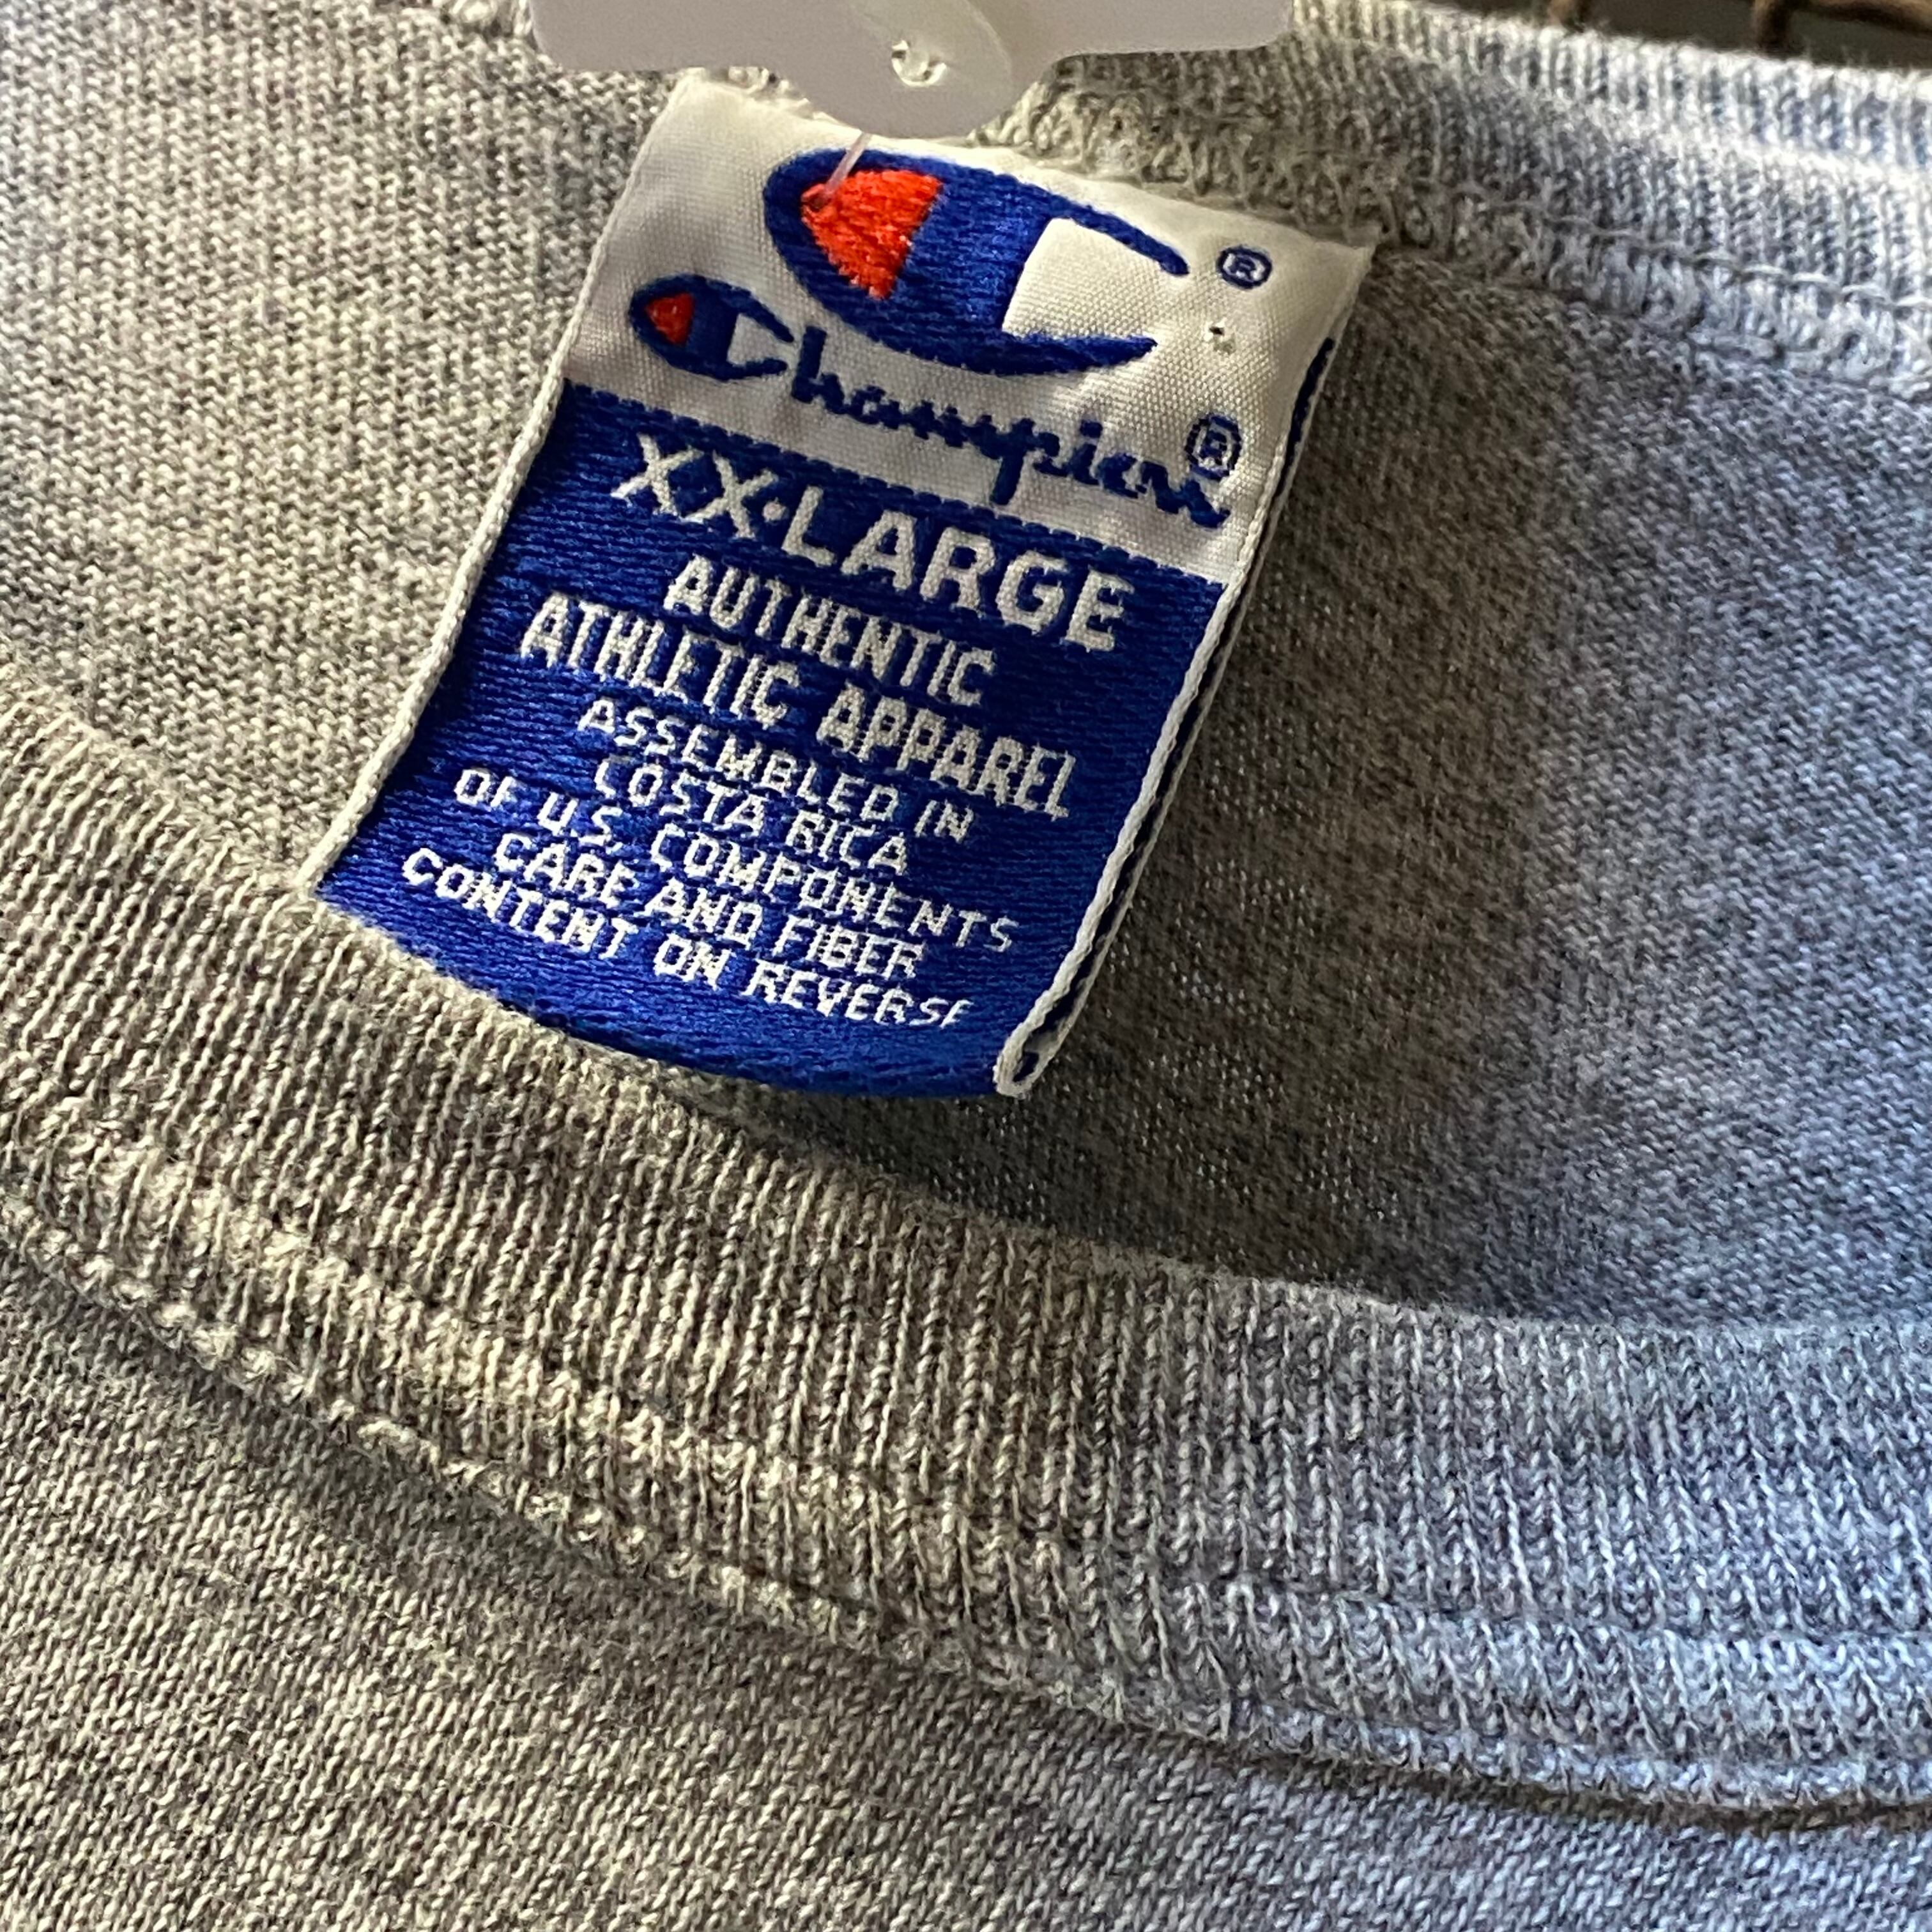 ®
Champion®
XX-LARGE
AUTHENTIC
ATHLETIC APPAREL
ASSEMBLED IN
COSTA RICA
OF U.S. COMPONENTS
CARE AND FIBER
CONTENT ON REVERSE